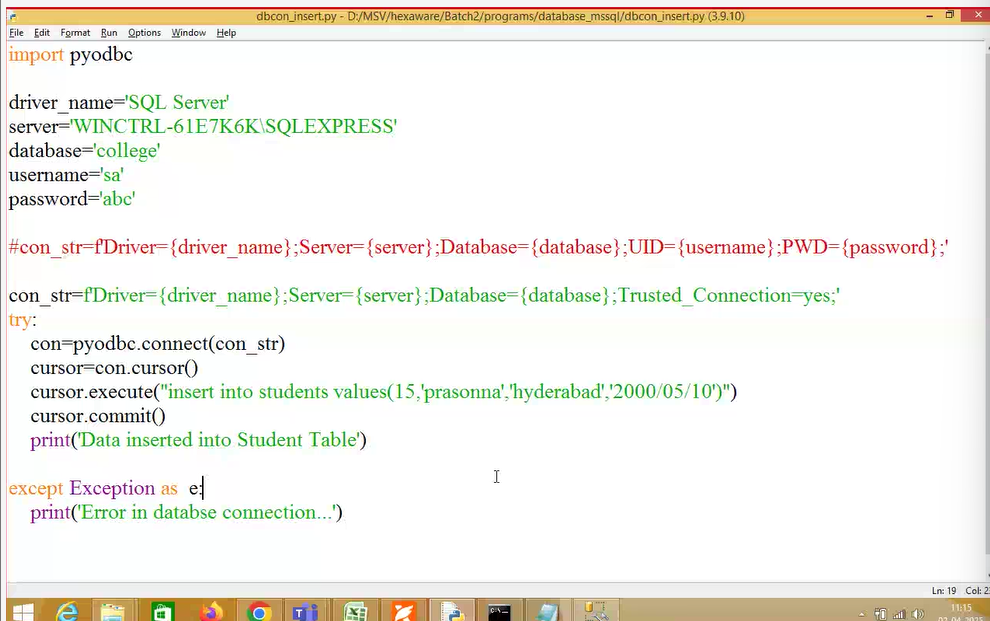 dbcon_insert.py - D:/MSV/hexaware/Batch2/programs/database_mssql/dbcon_insert.py (3.9.10)
File Edit Format Run Options Window Help
import pyodbc
driver_name='SQL Server'
server='WINCTRL-61E7K6K\SQLEXPRESS'
database='college'
username='sa'
password='abc'
#con_str=f'Driver={driver_name};Server={server};Database={database};UID={username};PWD={password};'
con_str=f'Driver={driver_name};Server={server};Database={database};Trusted_Connection=yes;'
try:
    con=pyodbc.connect(con_str)
    cursor=con.cursor()
    cursor.execute("insert into students values(15,'prasonna','hyderabad','2000/05/10')")
    cursor.commit()
    print('Data inserted into Student Table')
except Exception as  e:
    print('Error in databse connection...')
Ln: 19 Col: 2
11:15